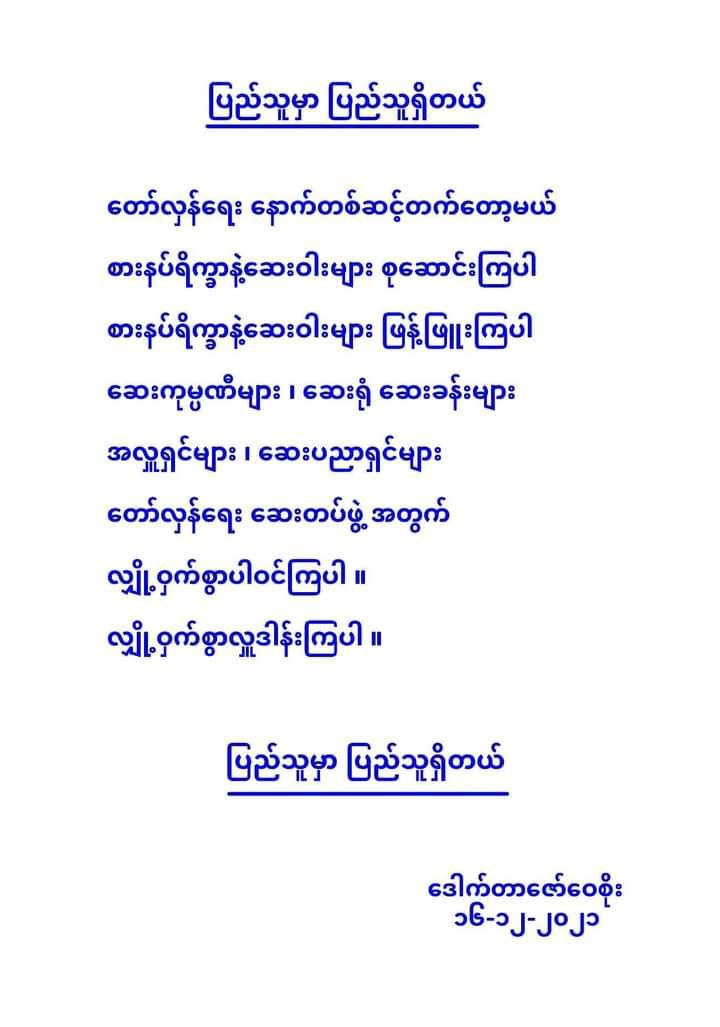 ပြည်သူမှာ ပြည်သူရှိတယ်
တော်လှန်ရေး နောက်တစ်ဆင့်တက်တော့မယ်
စားနပ်ရိက္ခာနဲ့ဆေးဝါးများ စုဆောင်းကြပါ
စားနပ်ရိက္ခာနဲ့ဆေးဝါးများ ဖြန့်ဖြူးကြပါ
ဆေးကုမ္ပဏီများ ၊ ဆေးရုံ ဆေးခန်းများ
အလှူရှင်များ ၊ ဆေးပညာရှင်များ
တော်လှန်ရေး ဆေးတပ်ဖွဲ့ အတွက်
လျှို့ဝှက်စွာပါဝင်ကြပါ ။
လျှို့ဝှက်စွာလှူဒါန်းကြပါ ။
ပြည်သူမှာ ပြည်သူရှိတယ်
ဒေါက်တာဇော်ဝေစိုး
၁၆-၁၂-၂၀၂၁